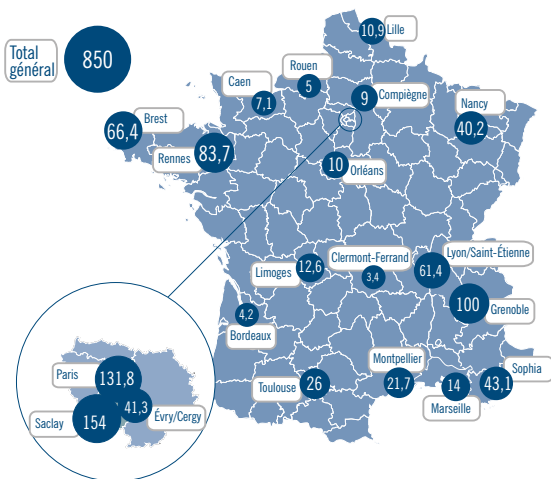 Total
général
850
10,9
Lille
Rouen
5
Caen
7,1
9
Compiègne
Nancy
40,2
Brest
66,4
Rennes
83,7
10
Orléans
Limoges
12,6
Clermont-Ferrand
3,4
Lyon/Saint-Étienne
61,4
100
Grenoble
4,2
Bordeaux
Toulouse
26
Montpellier
21,7
14
Marseille
43,1
Sophia
Paris
131,8
41,3
Évry/Cergy
Saclay
154